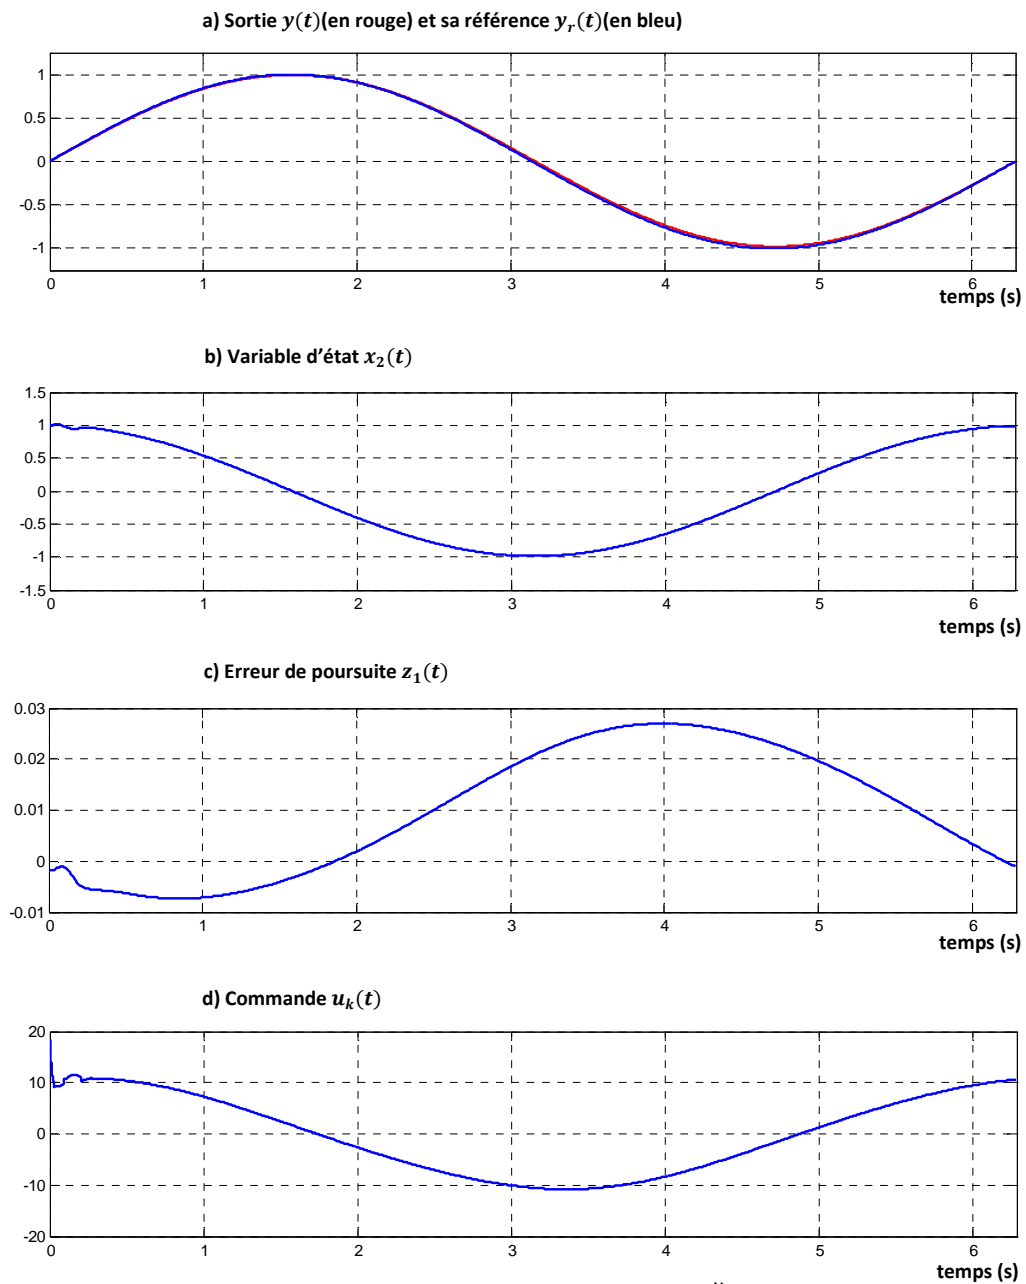 a) Sortie y(t)(en rouge) et sa référence y_r(t)(en bleu)
1
0.5
0
-0.5
-1
0 1 2 3 4 5 6
temps (s)
b) Variable d'état x_2(t)
1.5
1
0.5
0
-0.5
-1
-1.5
0 1 2 3 4 5 6
temps (s)
c) Erreur de poursuite z_1(t)
0.03
0.02
0.01
0
-0.01
0 1 2 3 4 5 6
temps (s)
d) Commande u_k(t)
20
10
0
-10
-20
0 1 2 3 4 5 6
temps (s)